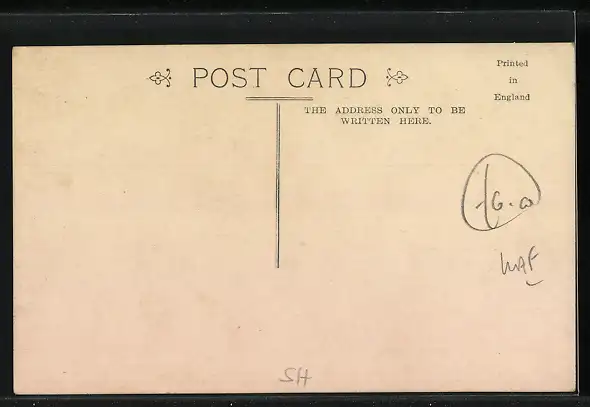 POST CARD
Printed
in
England
THE ADDRESS ONLY TO BE
WRITTEN HERE.
SH